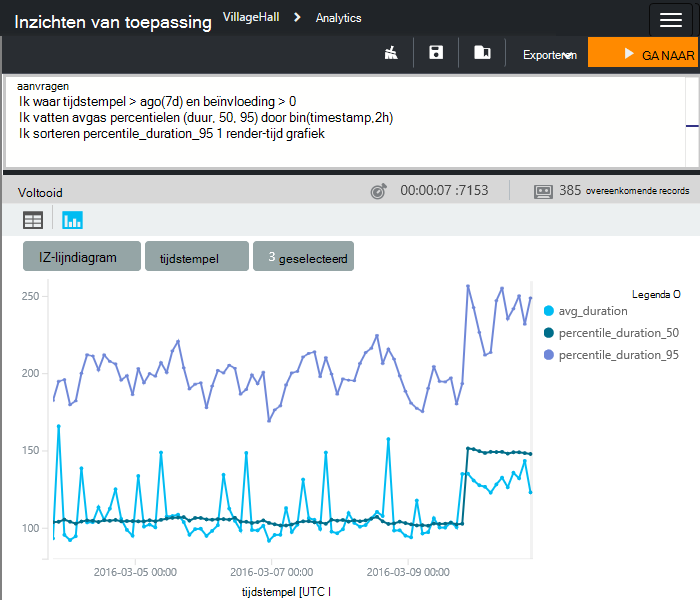 Inzichten van toepassing VillageHall Analytics
Exporteren GA NAAR
aanvragen
Ik waar tijdstempel > ago(7d) en beïnvloeding > 0
Ik vatten avgas percentielen (duur, 50, 95) door bin(timestamp,2h)
Ik sorteren percentile_duration_95 1 render-tijd grafiek
Voltooid 00:00:07 :7153 385 overeenkomende records
IZ-lijndiagram tijdstempel 3 geselecteerd
Legenda O
avg_duration
percentile_duration_50
percentile_duration_95
250
200
150
100
2016-03-05 00:00 2016-03-07 00:00 2016-03-09 00:00
tijdstempel [UTC I